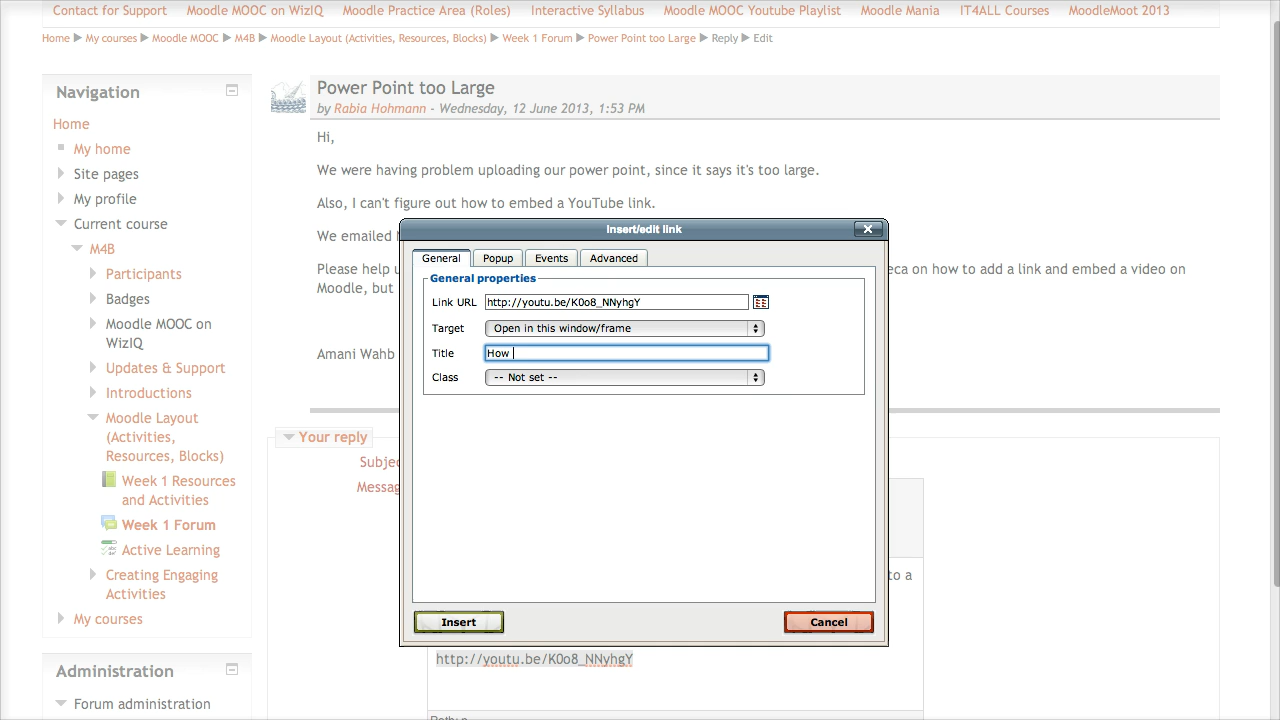 Contact for Support Moodle MOOC on WizIQ Moodle Practice Area (Roles) Interactive Syllabus Moodle MOOC Youtube Playlist Moodle Mania IT4ALL Courses MoodleMoot 2013
Home ▶ My courses ▶ Moodle MOOC ▶ M4B ▶ Moodle Layout (Activities, Resources, Blocks) ▶ Week 1 Forum ▶ Power Point too Large ▶ Reply ▶ Edit
Navigation
Home
My home
Site pages
My profile
Current course
M4B
Participants
Badges
Moodle MOOC on
WizIQ
Updates & Support
Introductions
Moodle Layout
(Activities,
Resources, Blocks)
Week 1 Resources
and Activities
Week 1 Forum
Active Learning
Creating Engaging
Activities
My courses
Administration
Forum administration
Power Point too Large
by Rabia Hohmann - Wednesday, 12 June 2013, 1:53 PM
Hi,
We were having problem uploading our power point, since it says it's too large.
Also, I can't figure out how to embed a YouTube link.
We emailed
Please help eca on how to add a link and embed a video on
Moodle, but
Amani Wahb
Your reply
Subjec
Messag
to a
http://youtu.be/K0o8_NNyhgY
Insert/edit link
General Popup Events Advanced
General properties
Link URL http://youtu.be/K0o8_NNyhgY
Target Open in this window/frame
Title How
Class -- Not set --
Insert Cancel